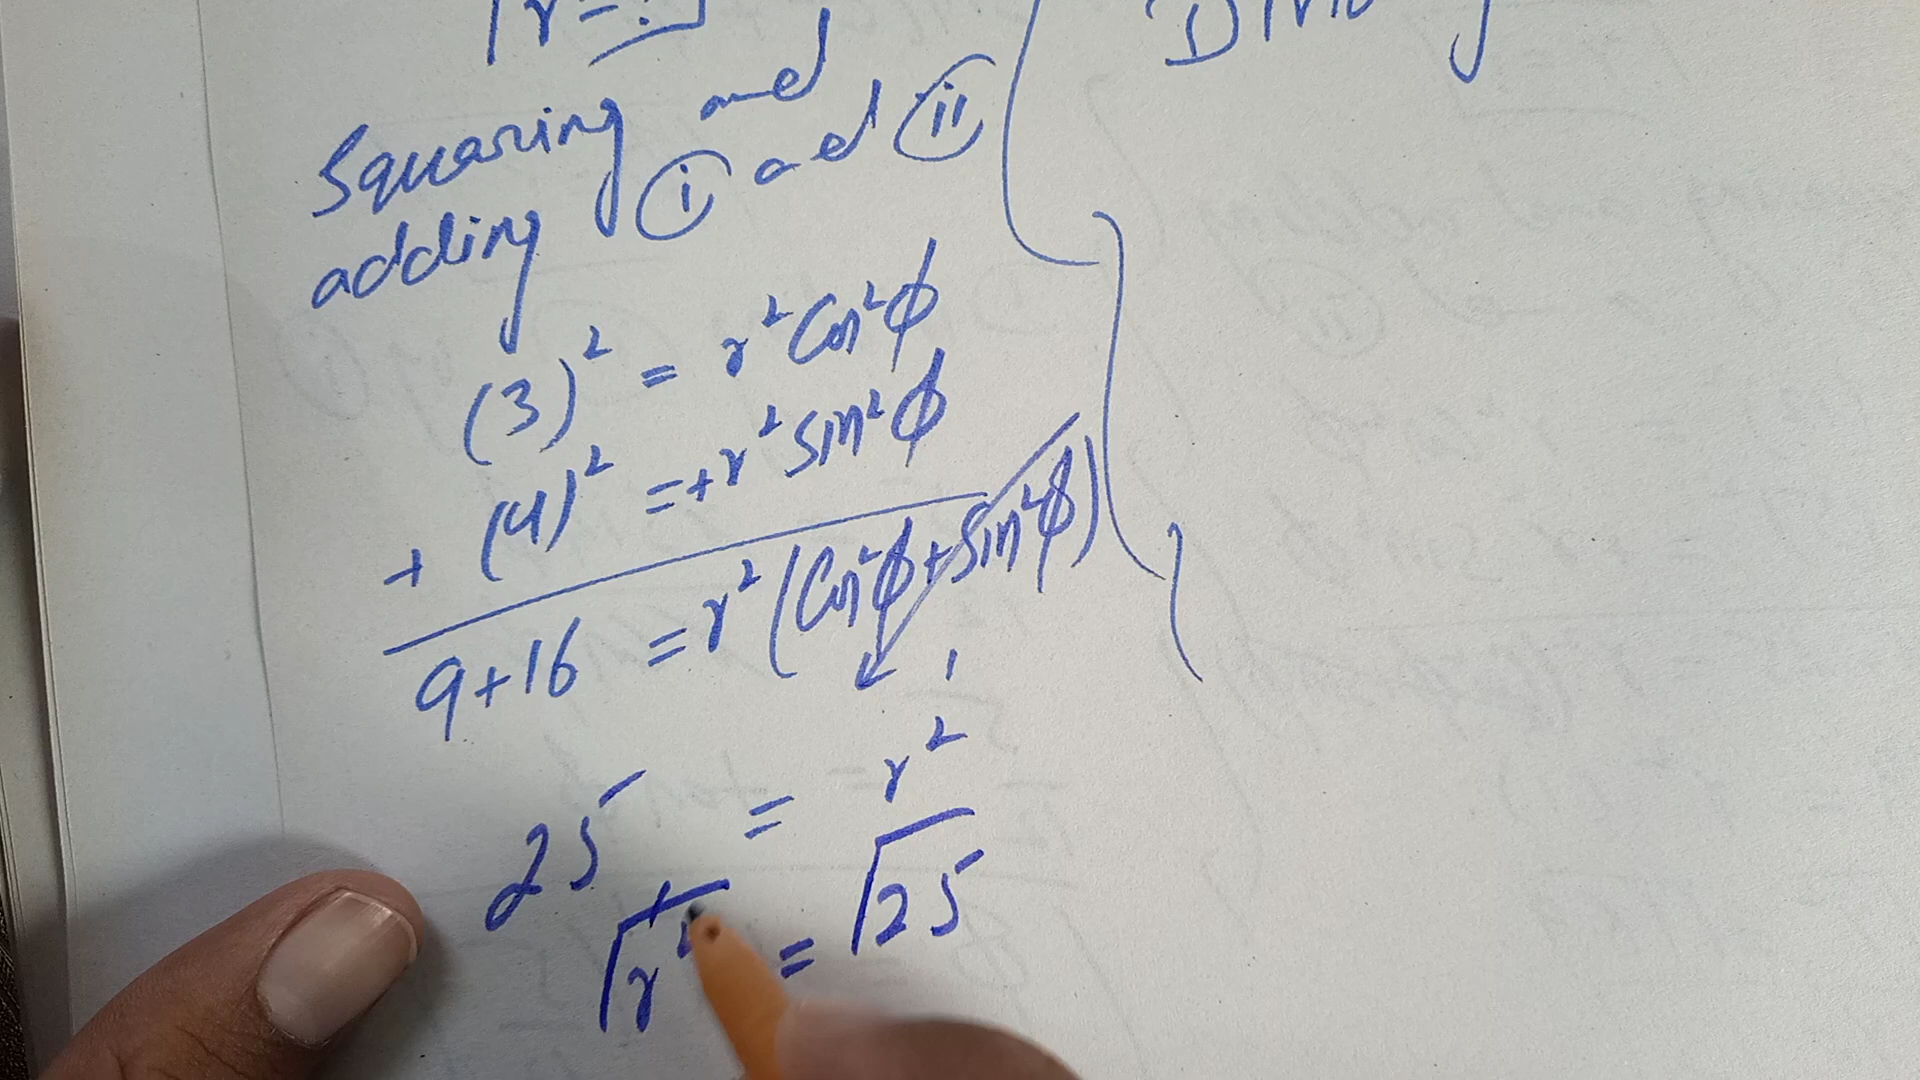 r = ?
Dividing
Squaring and
adding (i) and (ii)
(3)² = r² Cos²φ
+ (4)² = + r² sin²φ
9+16 = r² (Cos²φ + sin²φ)
1
25 = r²
√r² = √25